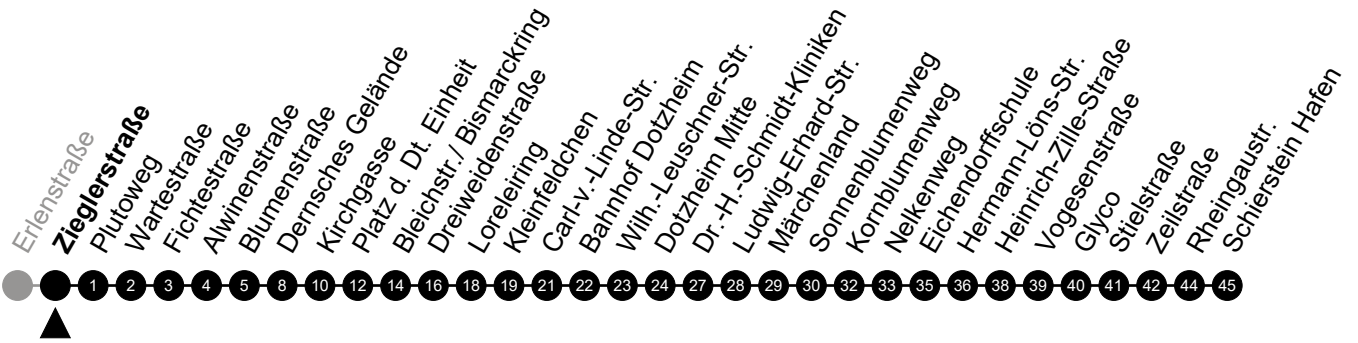 Erlenstraße
Zieglerstraße
Plutoweg
Wartestraße
Fichtestraße
Alwinenstraße
Blumenstraße
Dernsches Gelände
Kirchgasse
Platz d. Dt. Einheit
Bleichstr./ Bismarckring
Dreiweidenstraße
Loreleiring
Kleinfeldchen
Carl-v.-Linde-Str.
Bahnhof Dotzheim
Wilh.-Leuschner-Str.
Dotzheim Mitte
Dr.-H.-Schmidt-Kliniken
Ludwig-Erhard-Str.
Märchenland
Sonnenblumenweg
Kornblumenweg
Nelkenweg
Eichendorffschule
Hermann-Löns-Str.
Heinrich-Zille-Straße
Vogesenstraße
Glyco
Stielstraße
Zeilstraße
Rheingaustr.
Schierstein Hafen
1 2 3 4 5 8 10 12 14 16 18 19 21 22 23 24 27 28 29 30 32 33 35 36 38 39 40 41 42 44 45